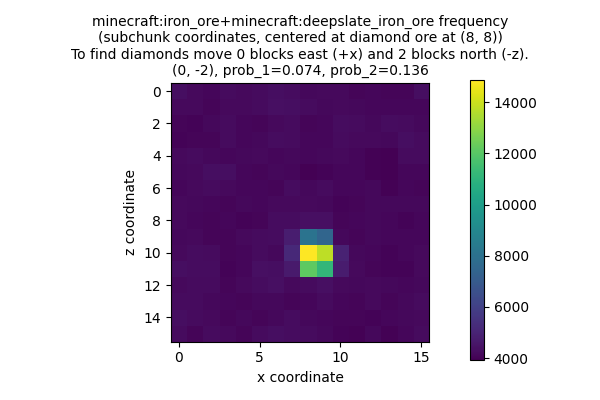 minecraft:iron_ore+minecraft:deepslate_iron_ore frequency
(subchunk coordinates, centered at diamond ore at (8, 8))
To find diamonds move 0 blocks east (+x) and 2 blocks north (-z).
(0, -2), prob_1=0.074, prob_2=0.136
0
2
4
6
8
10
12
14
z coordinate
0 5 10 15
x coordinate
14000
12000
10000
8000
6000
4000